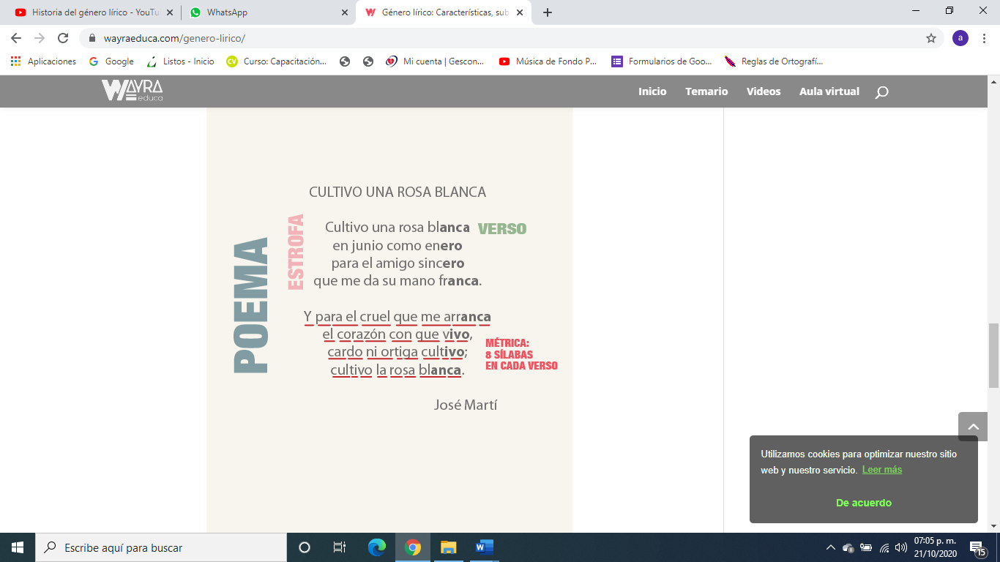 Historia del género lírico - YouTu
WhatsApp
Género lírico: Características, sub
wayraeduca.com/genero-lirico/
a
Aplicaciones
Google
Listos - Inicio
CV
Curso: Capacitación...
Mi cuenta | Gescon...
Música de Fondo P...
Formularios de Goo...
Reglas de Ortografí...
WAYRA
educa
Inicio
Temario
Videos
Aula virtual
POEMA
ESTROFA
CULTIVO UNA ROSA BLANCA
Cultivo una rosa blanca
VERSO
en junio como enero
para el amigo sincero
que me da su mano franca.
Y para el cruel que me arranca
el corazón con que vivo,
cardo ni ortiga cultivo;
cultivo la rosa blanca.
MÉTRICA:
8 SÍLABAS
EN CADA VERSO
José Martí
Utilizamos cookies para optimizar nuestro sitio
web y nuestro servicio. Leer más
De acuerdo
Escribe aquí para buscar
07:05 p. m.
21/10/2020
15